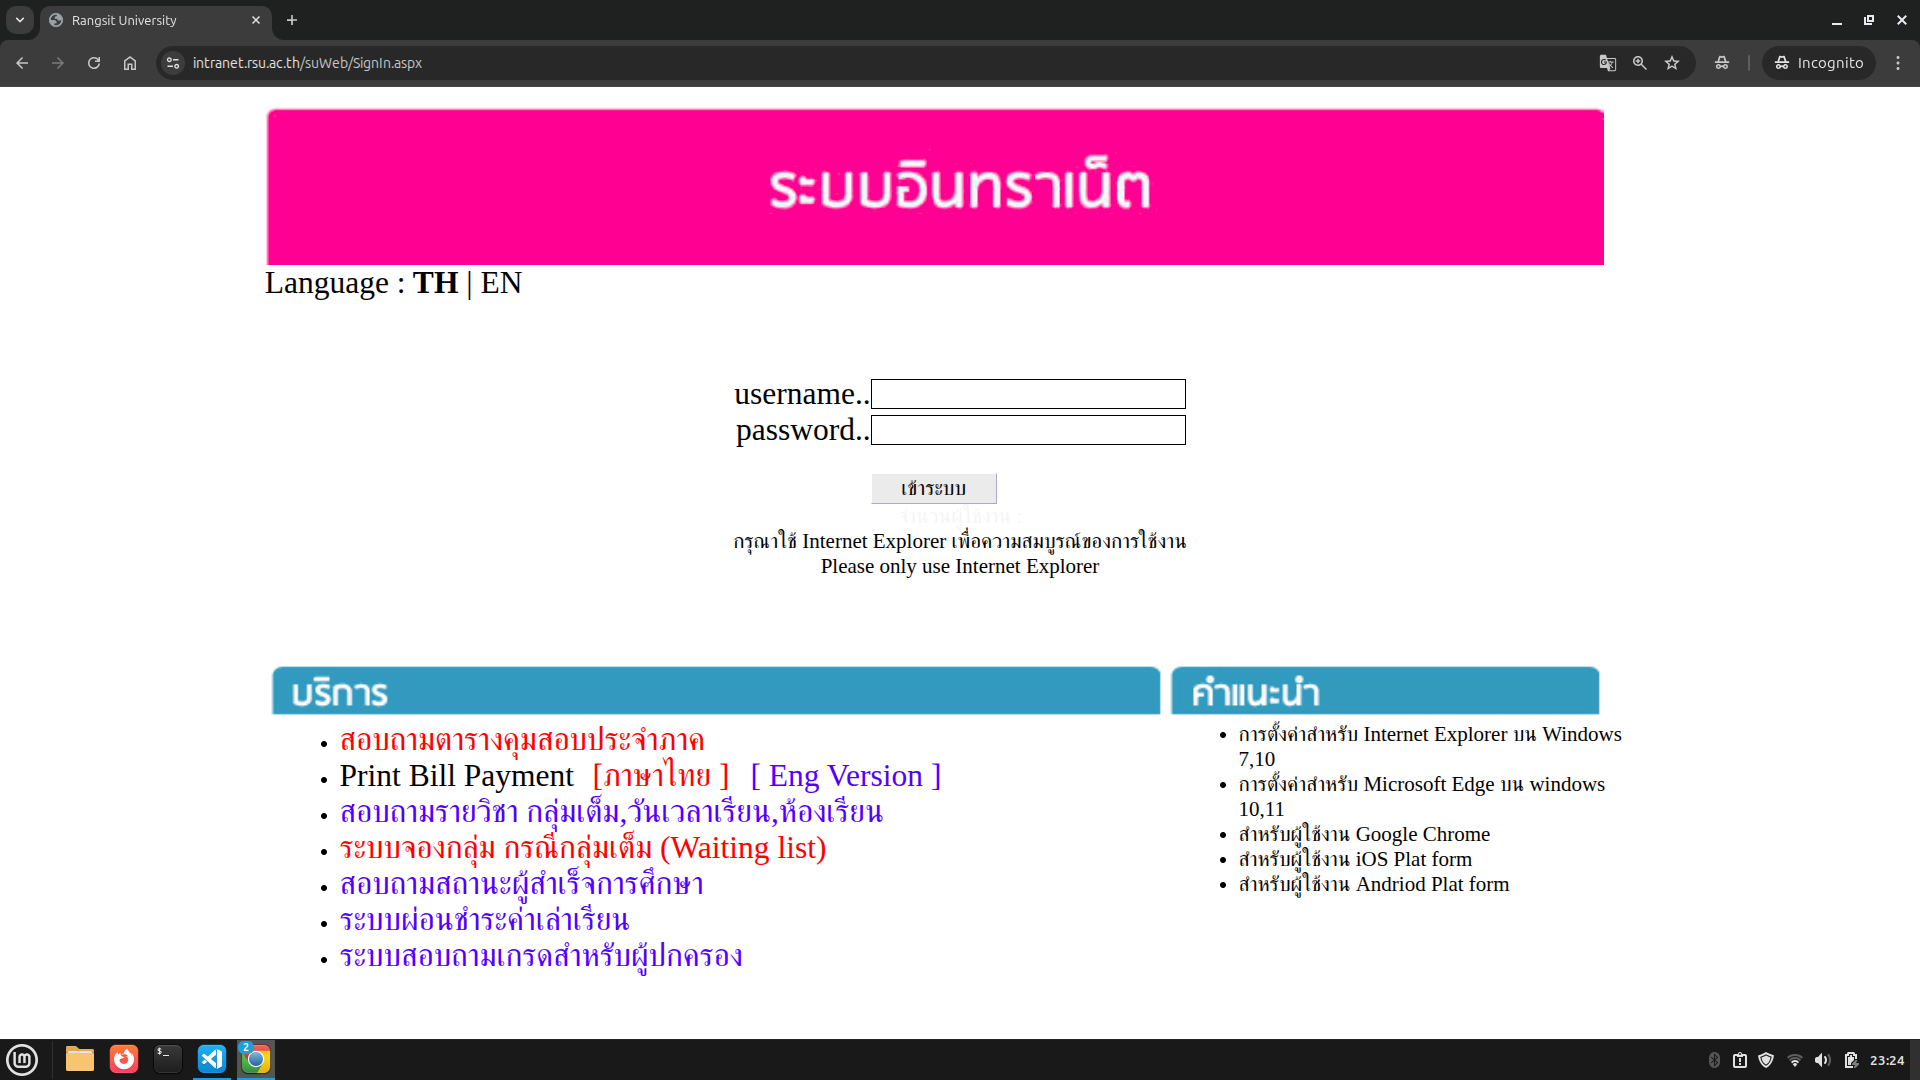 Rangsit University
intranet.rsu.ac.th/suWeb/SignIn.aspx
Incognito
ระบบอินทราเน็ต
Language : TH | EN
username..
password..
เข้าระบบ
จำนวนผู้ใช้งาน :
กรุณาใช้ Internet Explorer เพื่อความสมบูรณ์ของการใช้งาน
Please only use Internet Explorer
บริการ
สอบถามตารางคุมสอบประจำภาค
Print Bill Payment [ภาษาไทย ] [ Eng Version ]
สอบถามรายวิชา กลุ่มเต็ม,วันเวลาเรียน,ห้องเรียน
ระบบจองกลุ่ม กรณีกลุ่มเต็ม (Waiting list)
สอบถามสถานะผู้สำเร็จการศึกษา
ระบบผ่อนชำระค่าเล่าเรียน
ระบบสอบถามเกรดสำหรับผู้ปกครอง
คำแนะนำ
การตั้งค่าสำหรับ Internet Explorer บน Windows
7,10
การตั้งค่าสำหรับ Microsoft Edge บน windows
10,11
สำหรับผู้ใช้งาน Google Chrome
สำหรับผู้ใช้งาน iOS Plat form
สำหรับผู้ใช้งาน Andriod Plat form
2
23:24